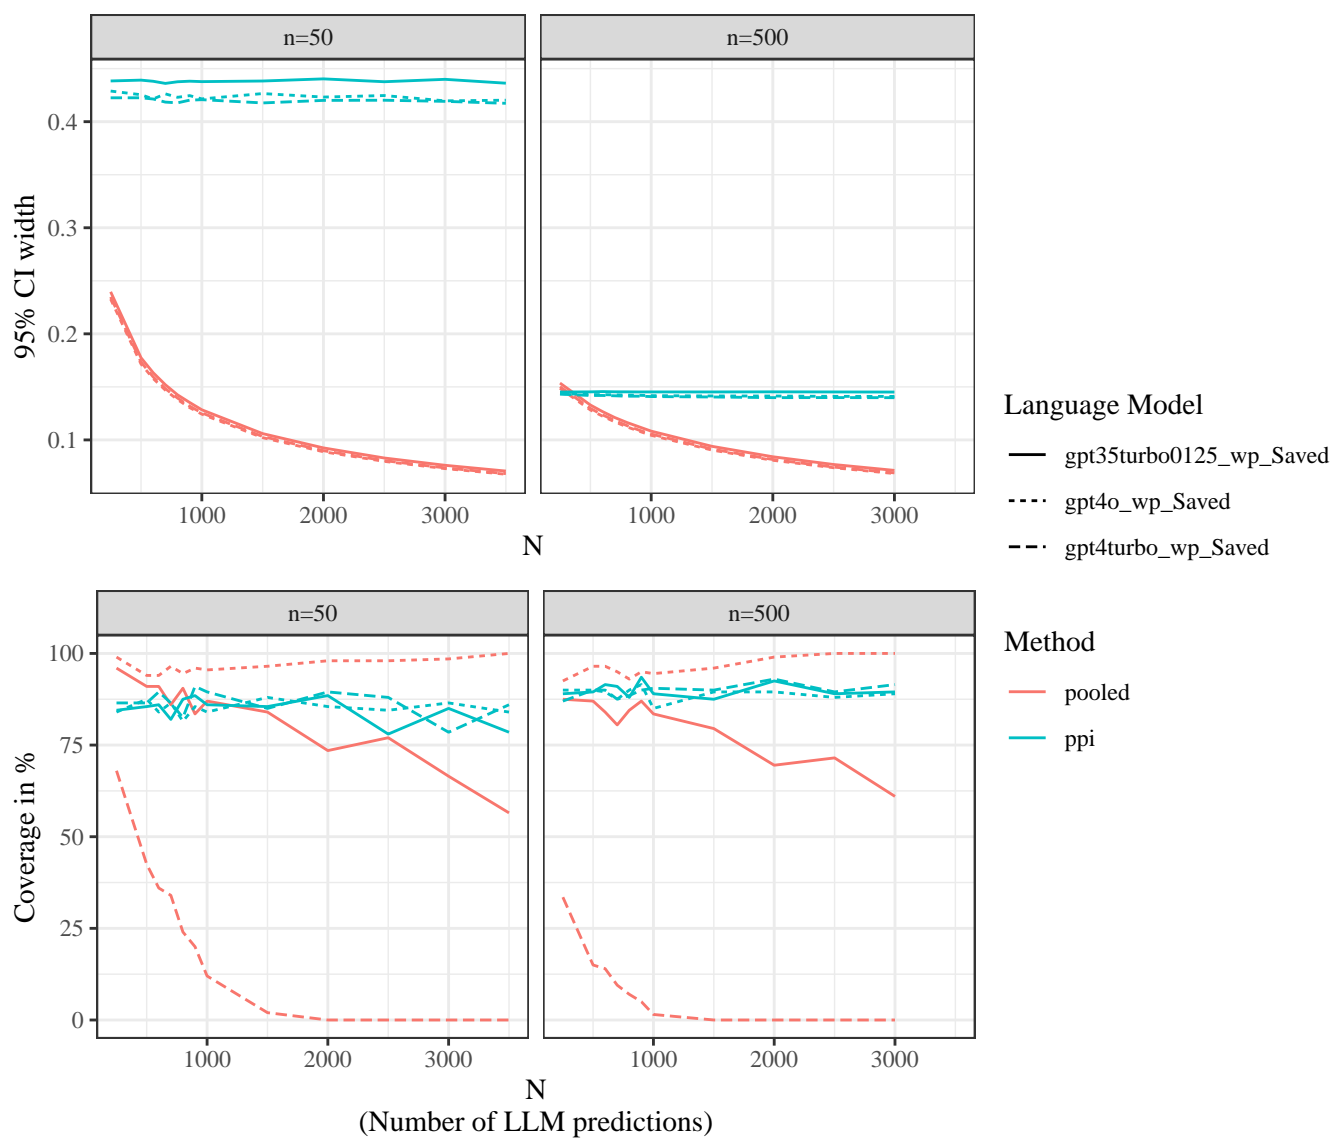 n=50
n=500
95% CI width
0.4
0.3
0.2
0.1
1000
2000
3000
1000
2000
3000
N
n=50
n=500
Coverage in %
100
75
50
25
0
1000
2000
3000
1000
2000
3000
N
(Number of LLM predictions)
Language Model
gpt35turbo0125_wp_Saved
gpt4o_wp_Saved
gpt4turbo_wp_Saved
Method
pooled
ppi